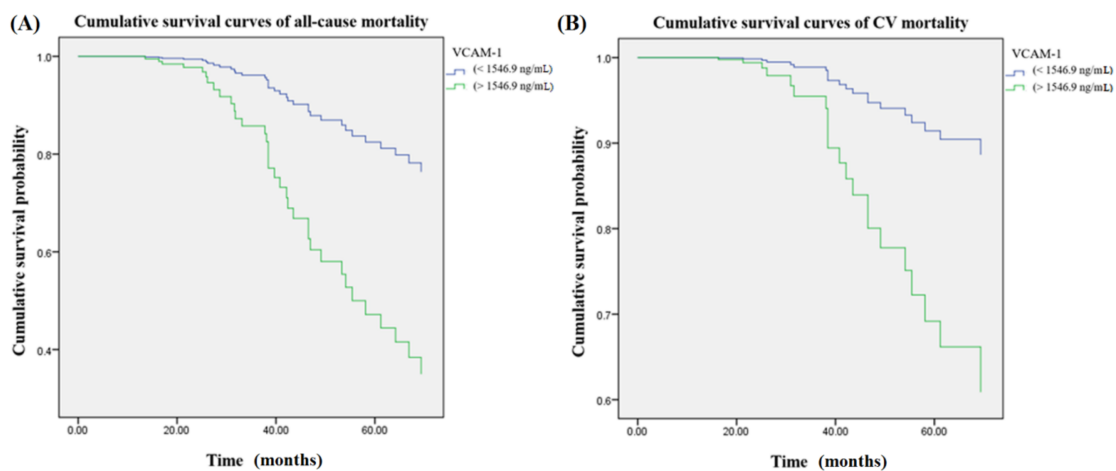 (A)
Cumulative survival curves of all-cause mortality
VCAM-1
(< 1546.9 ng/mL)
(> 1546.9 ng/mL)
Cumulative survival probability
1.0
0.8
0.6
0.4
0.00
20.00
40.00
60.00
Time (months)
(B)
Cumulative survival curves of CV mortality
VCAM-1
(< 1546.9 ng/mL)
(> 1546.9 ng/mL)
Cumulative survival probability
1.0
0.9
0.8
0.7
0.6
0.00
20.00
40.00
60.00
Time (months)